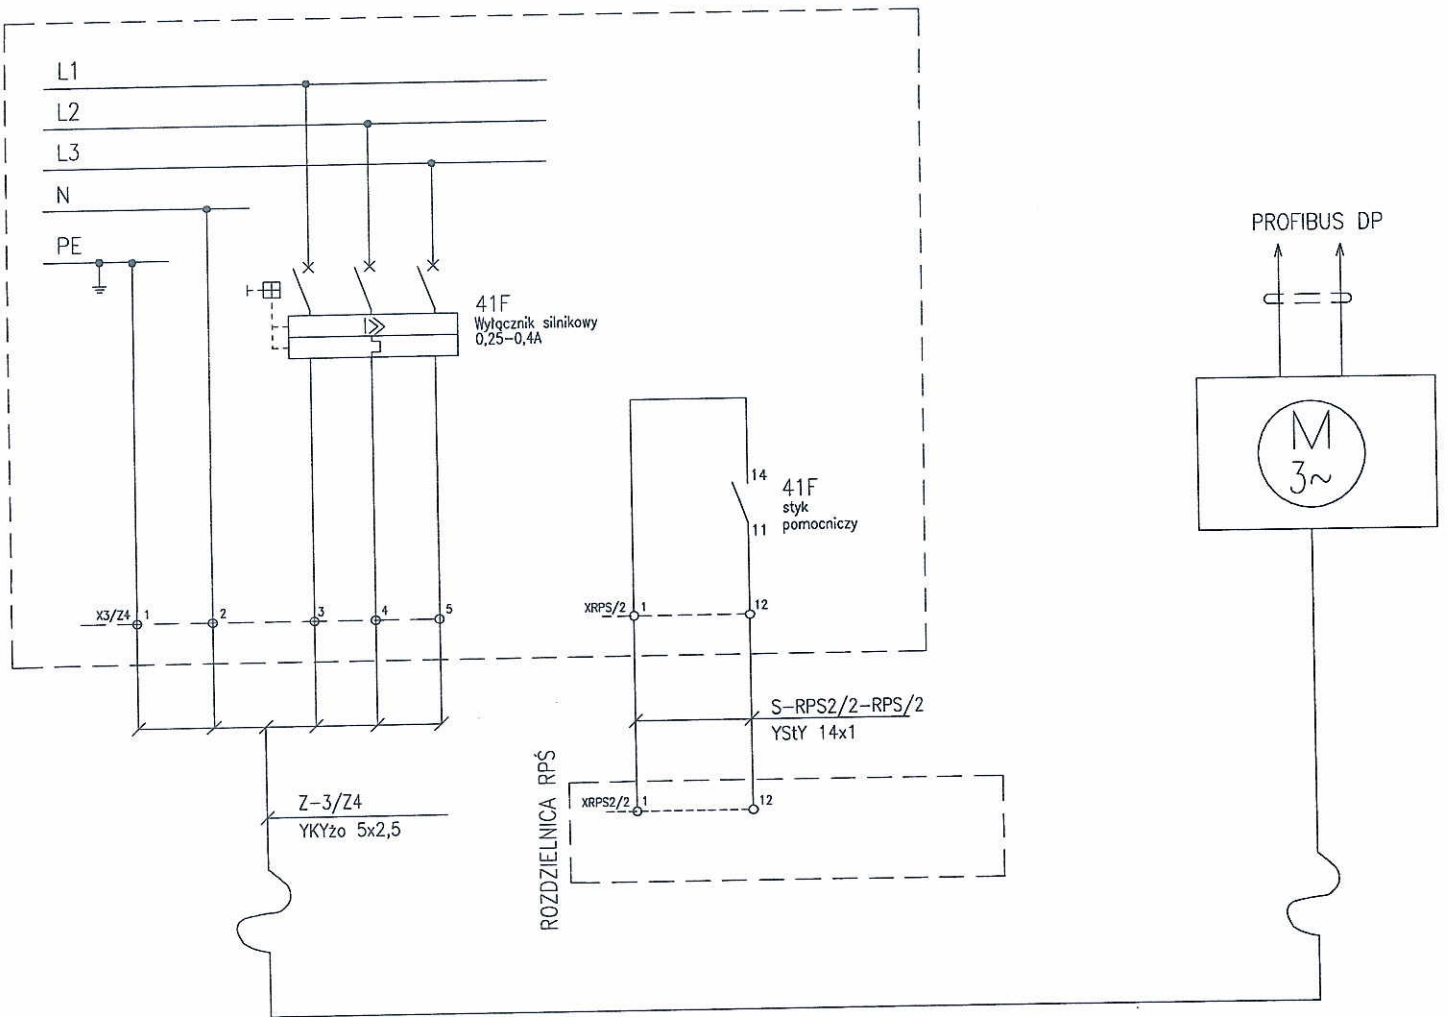 L1
L2
L3
N
PE
PROFIBUS DP
41F
Wyłącznik silnikowy
0,25-0,4A
M
3~
14
41F
styk
pomocniczy
11
X3/Z4 1 2 3 4 5
XRPS/2 1 12
S-RPS2/2-RPS/2
YStY 14x1
ROZDZIELNICA RPŚ
XRPS2/2 1 12
Z-3/Z4
YKYżo 5x2,5